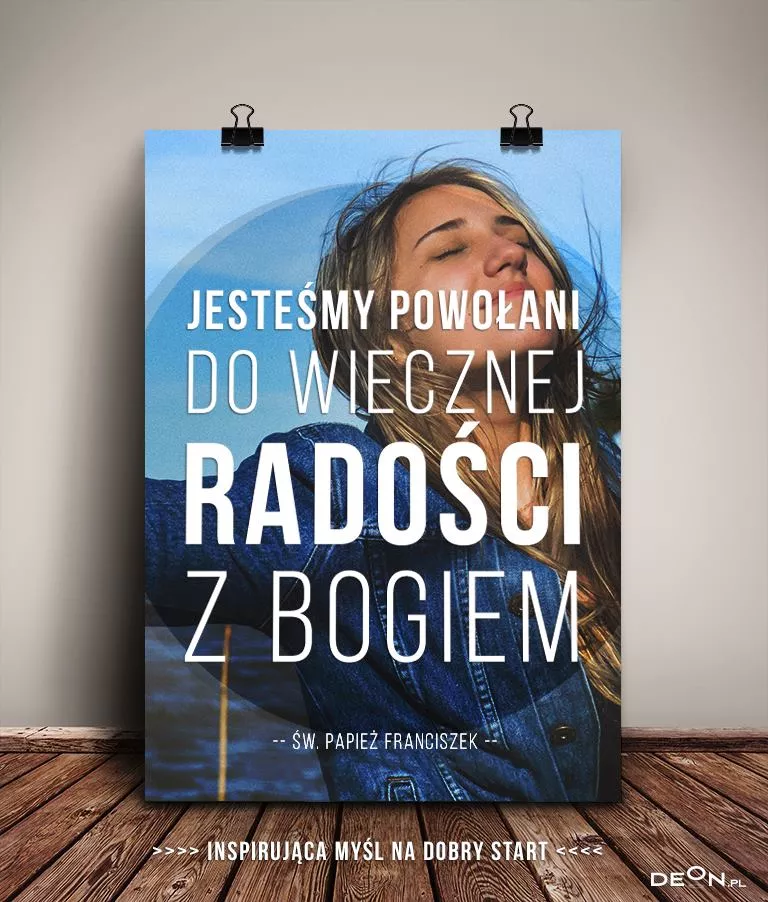 JESTEŚMY POWOŁANI
DO WIECZNEJ
RADOŚCI
Z BOGIEM
-- ŚW. PAPIEŻ FRANCISZEK --
>>>> INSPIRUJĄCA MYŚL NA DOBRY START <<<<
DEON.PL